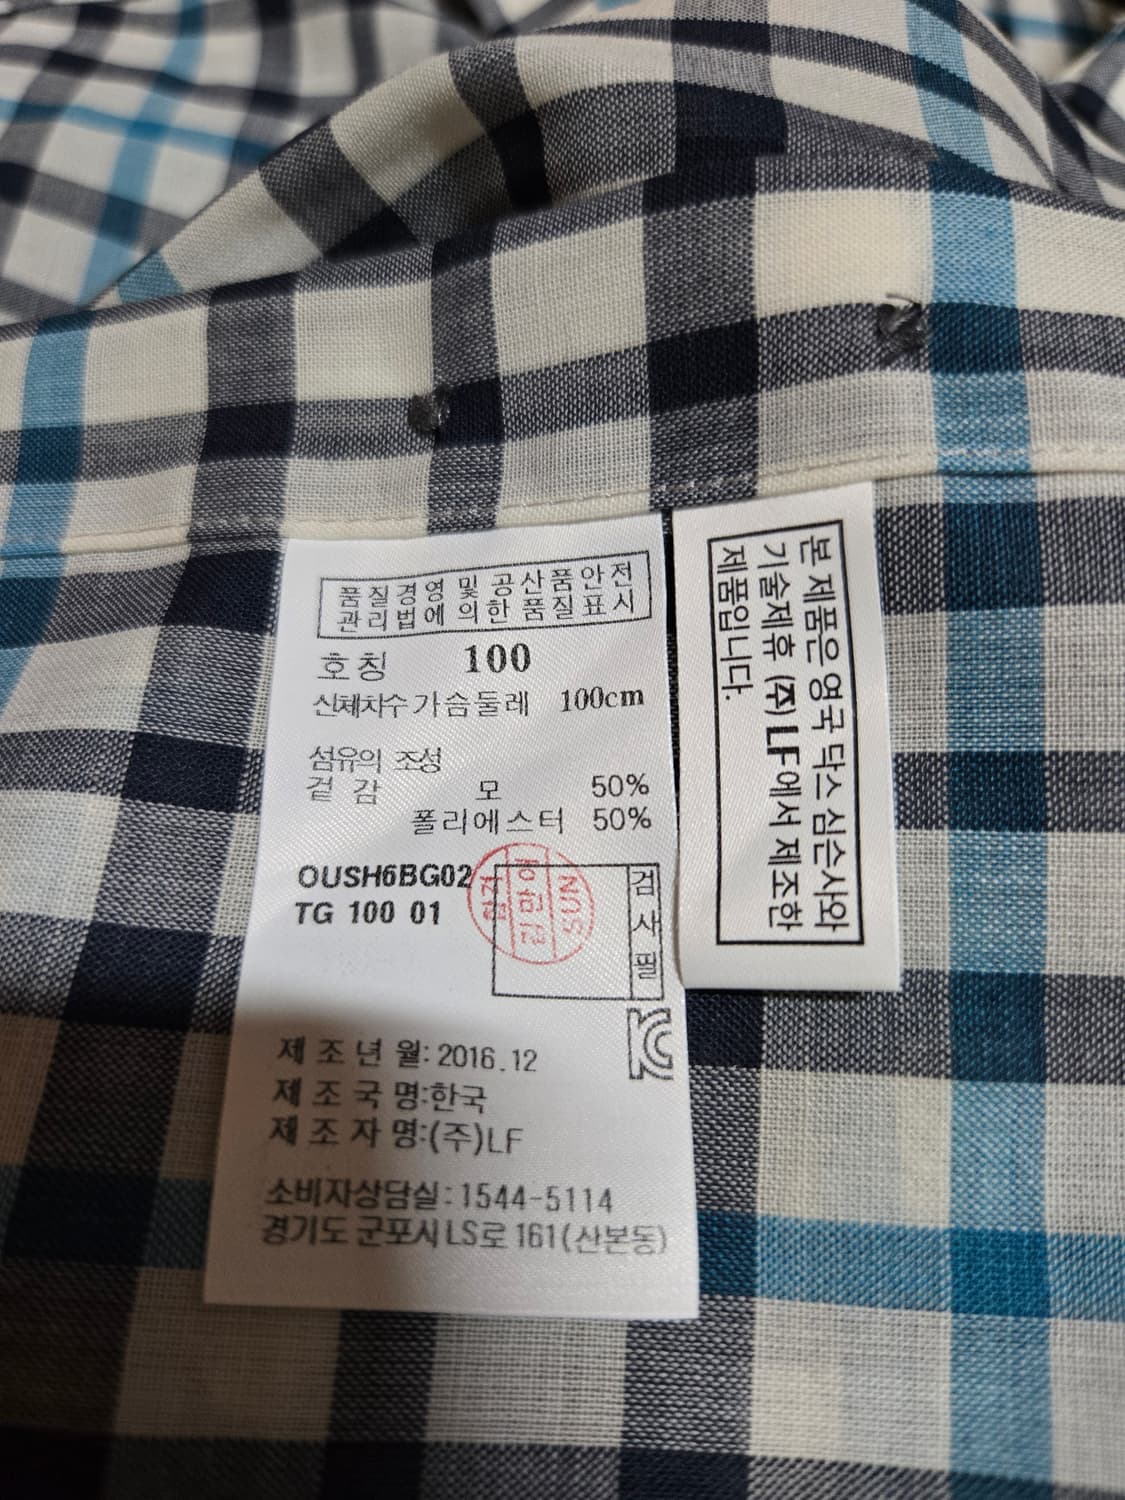 품질경영 및 공산품안전
관리법에 의한 품질표시
호칭 100
신체차수 가슴둘레 100cm
섬유의 조성
겉감 모 50%
폴리에스터 50%
OUSH6BG02
TG 100 01
검사필
SUN
제조년월: 2016.12
제조국명:한국
제조자명:(주)LF
소비자상담실:1544-5114
경기도 군포시 LS로 161(산본동)
본 제품은 영국 닥스 심슨사와
기술제휴 (주)LF에서 제조한
제품입니다.